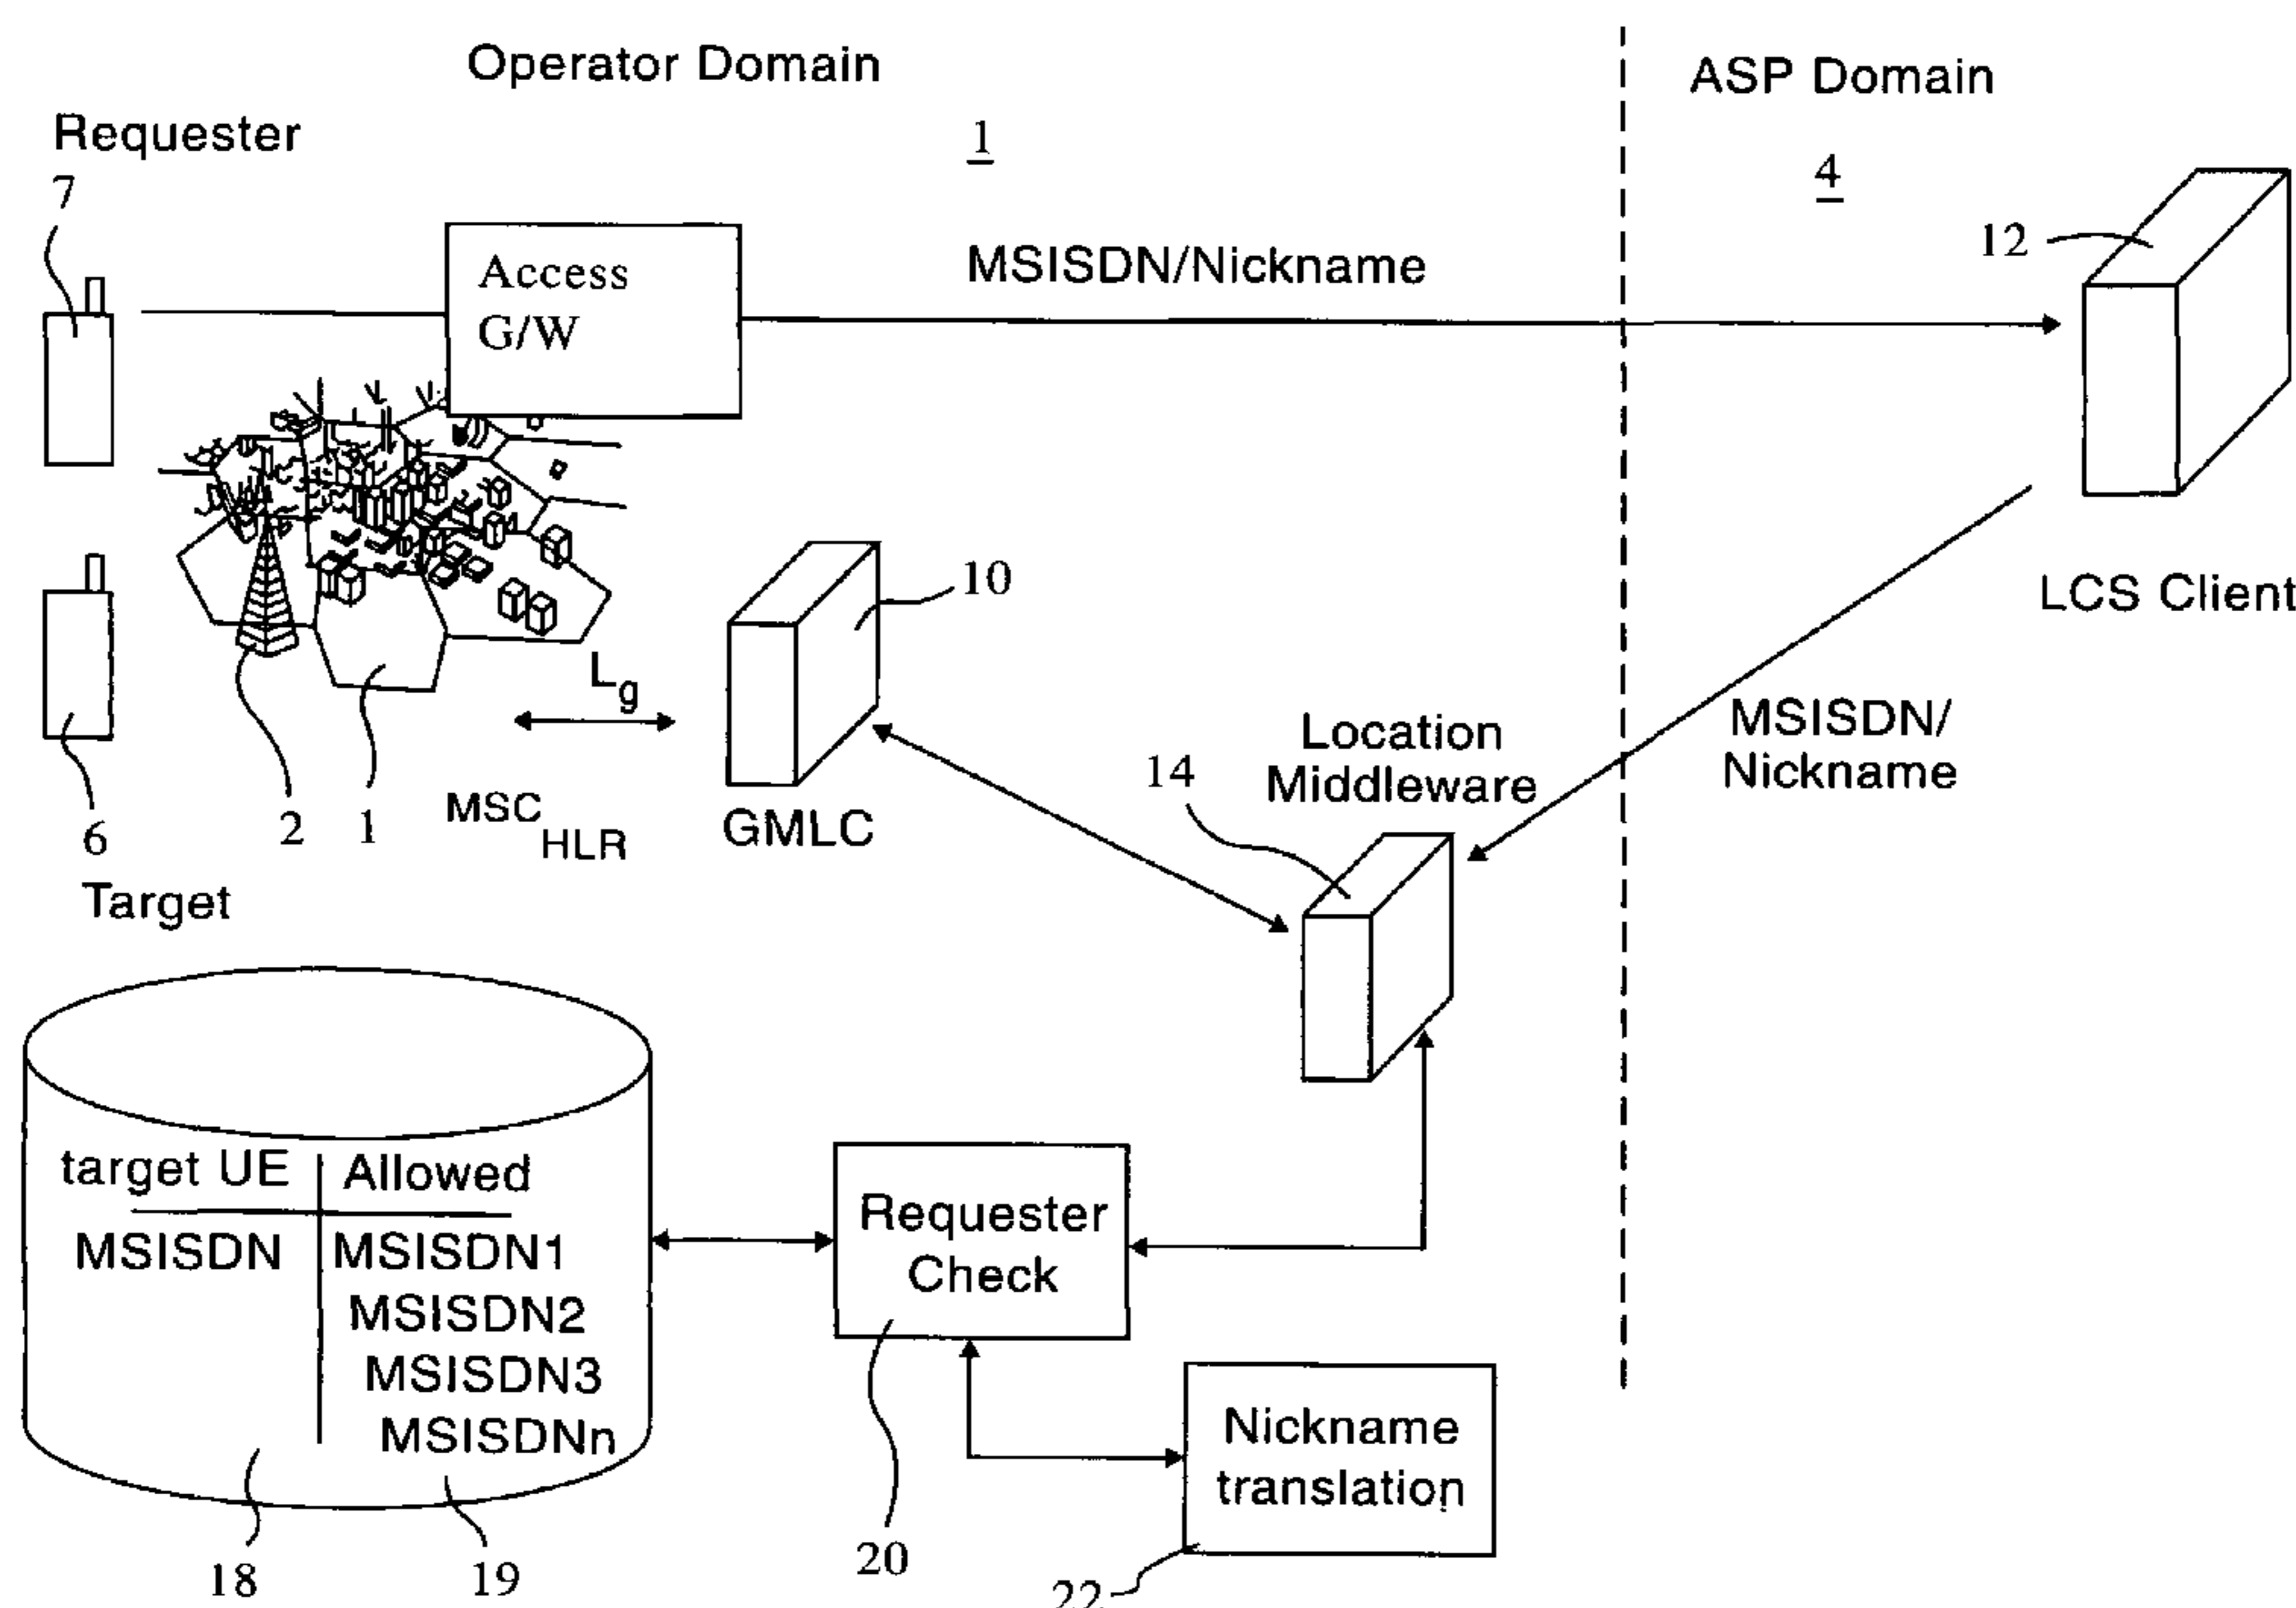 Operator Domain
ASP Domain
Requester
1
4
7
12
Access
G/W
MSISDN/Nickname
10
LCS Client
Lg
MSISDN/
Nickname
Location
Middleware
14
MSC
HLR
GMLC
6
2
1
Target
target UE
Allowed
MSISDN
MSISDN1
MSISDN2
MSISDN3
MSISDNn
Requester
Check
Nickname
translation
18
19
20
22